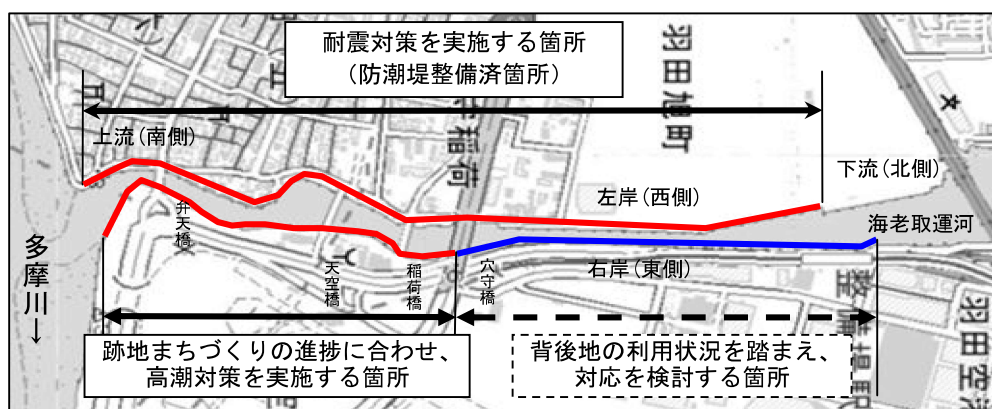 耐震対策を実施する箇所
(防潮堤整備済箇所)
羽田旭町
文
上流(南側)
稲荷
下流(北側)
左岸(西側)
弁天橋
海老取運河
多摩川→
天空橋
稲荷橋
穴守橋
右岸(東側)
羽田空
跡地まちづくりの進捗に合わせ、
高潮対策を実施する箇所
背後地の利用状況を踏まえ、
対応を検討する箇所